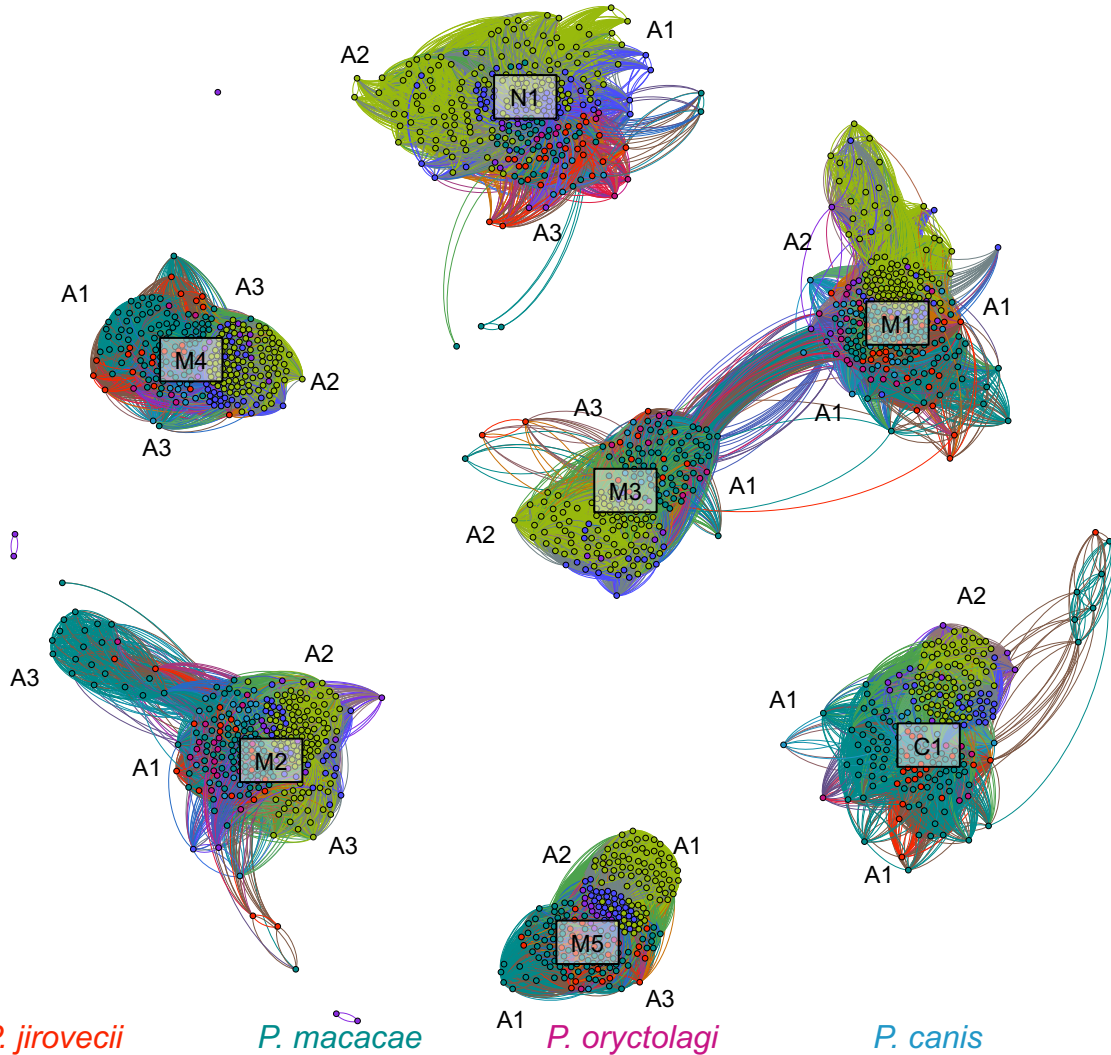 A1
A2
N1
A3
A2
A1
M1
A1
A3
A1
M4
A2
A3
A3
M3
A1
A2
A2
A3
A2
A1
M2
A1
C1
A3
A1
A2
A1
M5
A3
A1
P. jirovecii P. macacae P. oryctolagi P. canis